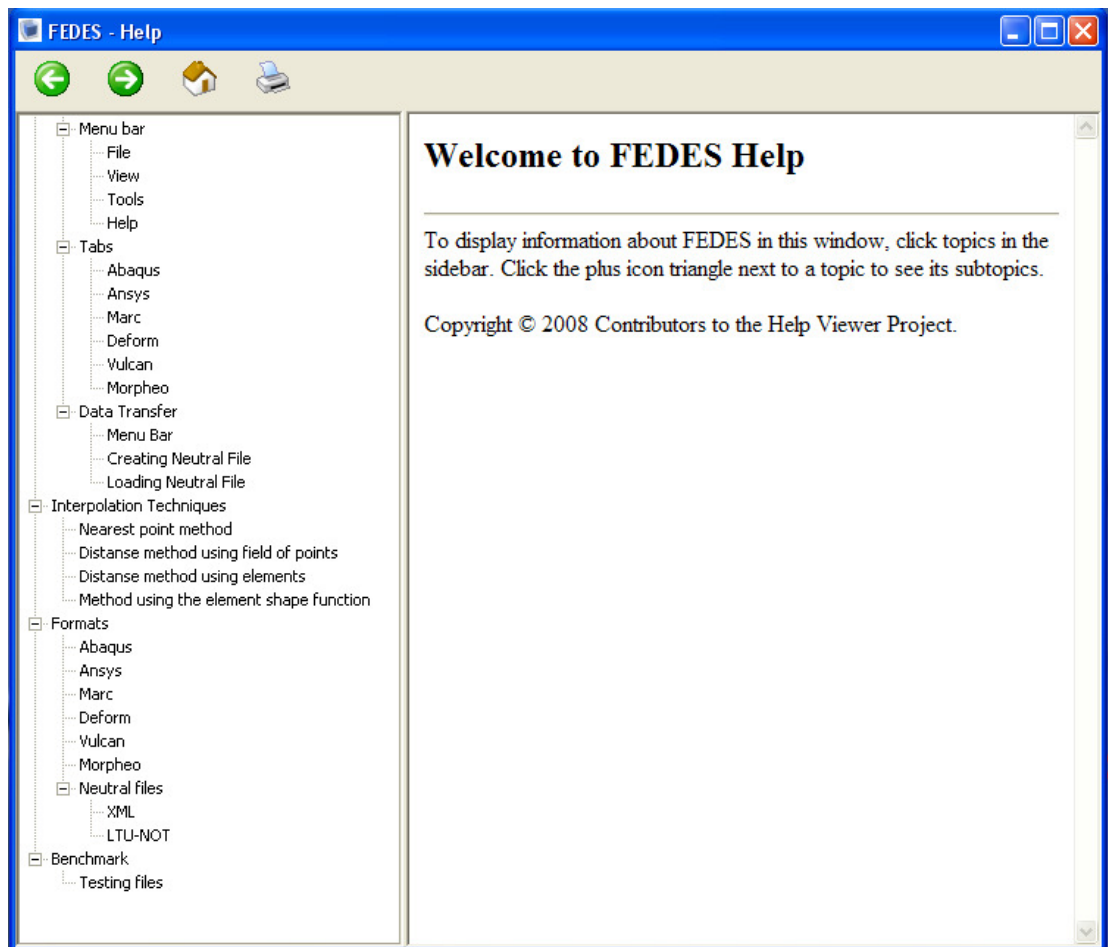 FEDES - Help
Menu bar
File
View
Tools
Help
Tabs
Abaqus
Ansys
Marc
Deform
Vulcan
Morpheo
Data Transfer
Menu Bar
Creating Neutral File
Loading Neutral File
Interpolation Techniques
Nearest point method
Distanse method using field of points
Distanse method using elements
Method using the element shape function
Formats
Abaqus
Ansys
Marc
Deform
Vulcan
Morpheo
Neutral files
XML
LTU-NOT
Benchmark
Testing files
Welcome to FEDES Help
To display information about FEDES in this window, click topics in the
sidebar. Click the plus icon triangle next to a topic to see its subtopics.
Copyright © 2008 Contributors to the Help Viewer Project.